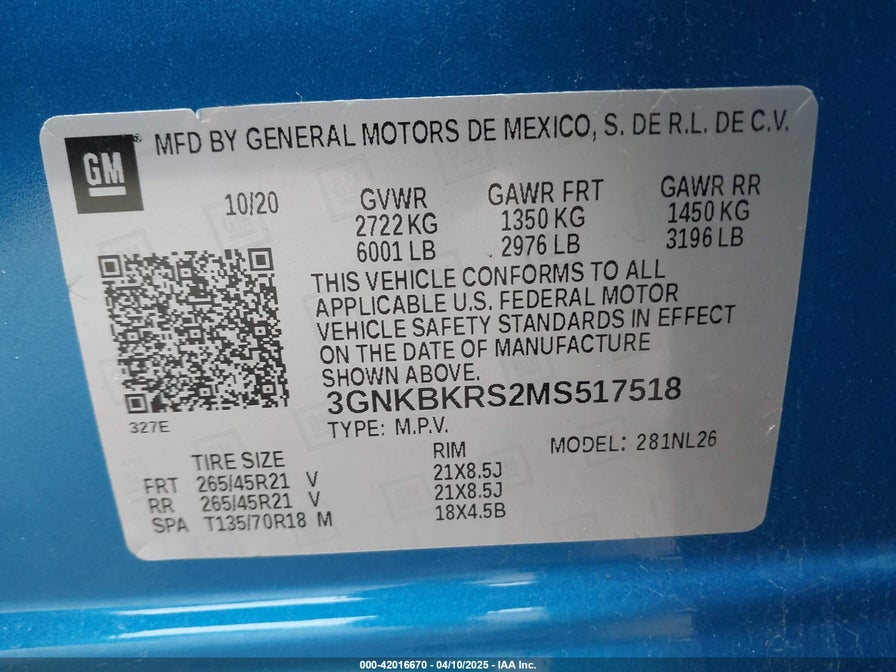 GM
MFD BY GENERAL MOTORS DE MEXICO, S. DE R.L. DE C.V.
10/20
GVWR GAWR FRT GAWR RR
2722 KG 1350 KG 1450 KG
6001 LB 2976 LB 3196 LB
THIS VEHICLE CONFORMS TO ALL
APPLICABLE U.S. FEDERAL MOTOR
VEHICLE SAFETY STANDARDS IN EFFECT
ON THE DATE OF MANUFACTURE
SHOWN ABOVE.
3GNKBKRS2MS517518
327E
TYPE: M.P.V. MODEL: 281NL26
TIRE SIZE RIM
FRT 265/45R21 V 21X8.5J
RR 265/45R21 V 21X8.5J
SPA T135/70R18 M 18X4.5B
000-42016670 - 04/10/2025 - IAA Inc.